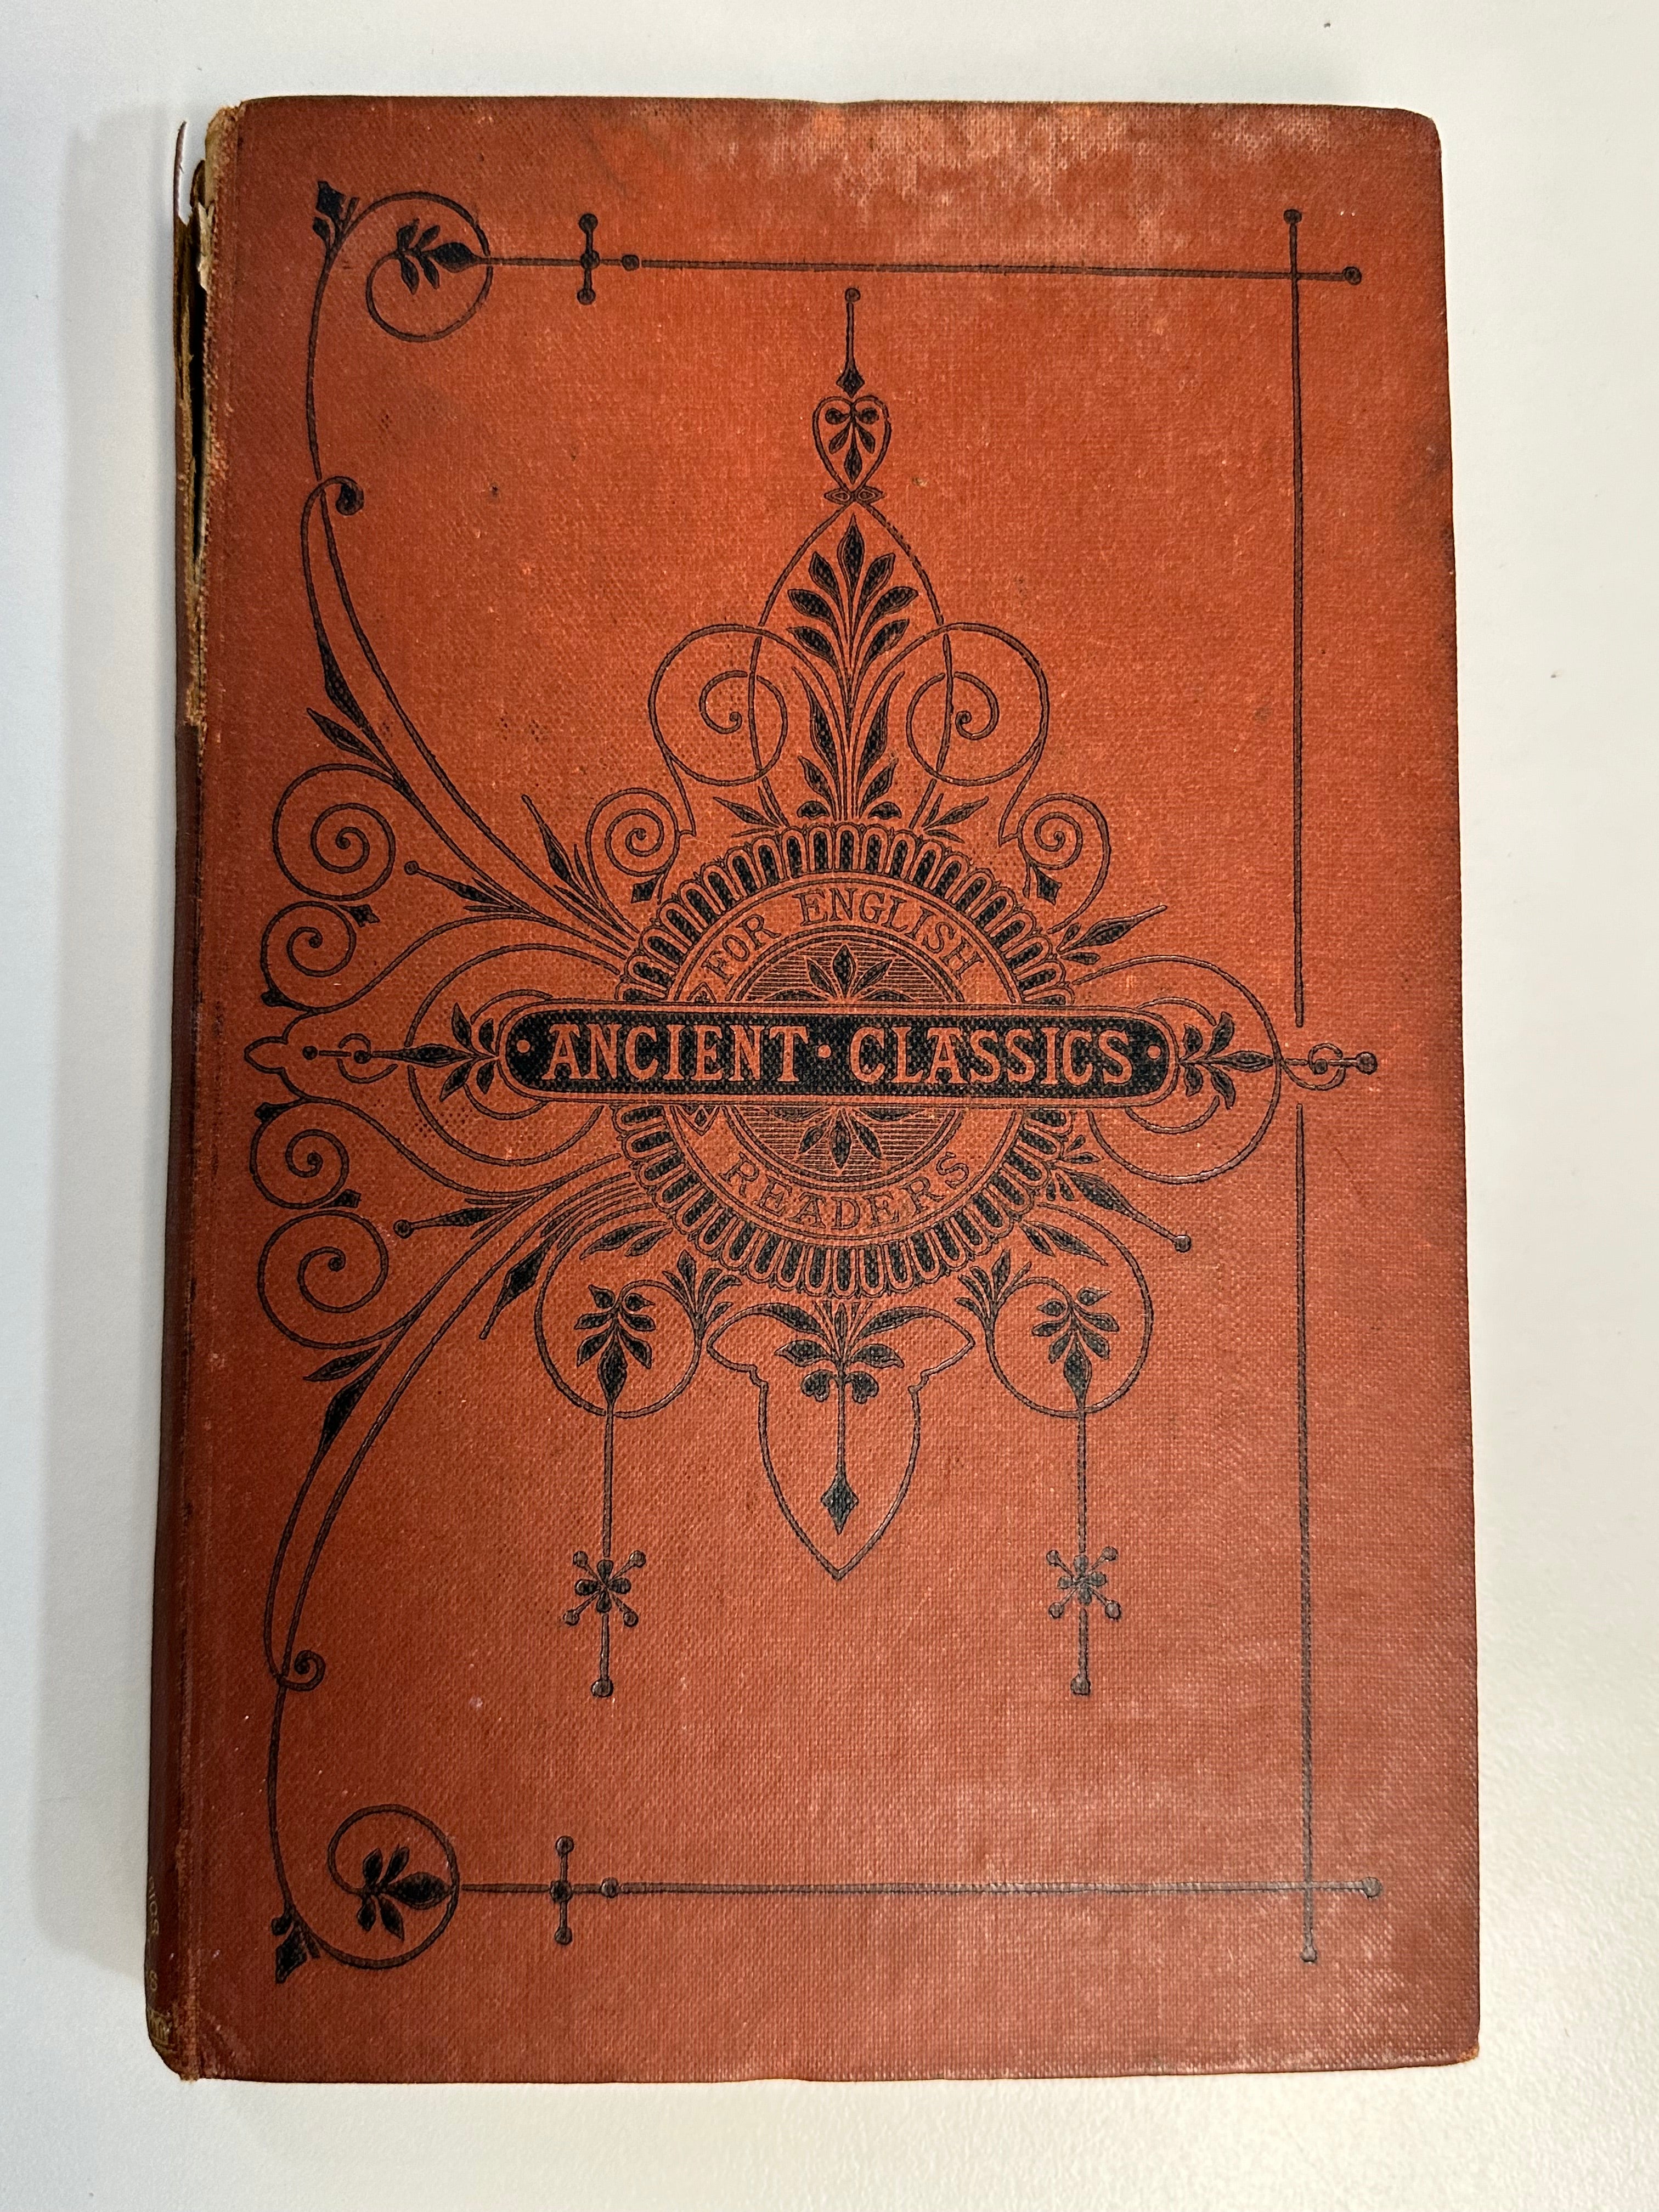 FOR ENGLISH
ANCIENT · CLASSICS
READERS